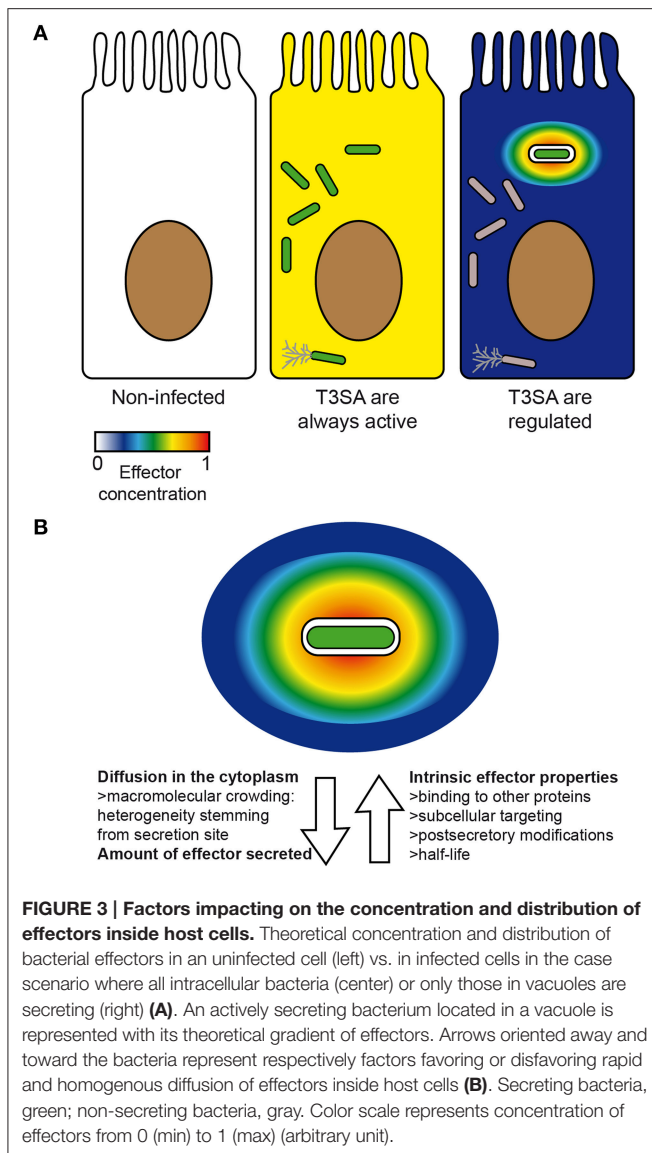 A
Non-infected
T3SA are
always active
T3SA are
regulated
0
1
Effector
concentration
B
Diffusion in the cytoplasm
>macromolecular crowding:
heterogeneity stemming
from secretion site
Amount of effector secreted
Intrinsic effector properties
>binding to other proteins
>subcellular targeting
>postsecretory modifications
>half-life
FIGURE 3 | Factors impacting on the concentration and distribution of
effectors inside host cells. Theoretical concentration and distribution of
bacterial effectors in an uninfected cell (left) vs. in infected cells in the case
scenario where all intracellular bacteria (center) or only those in vacuoles are
secreting (right) (A). An actively secreting bacterium located in a vacuole is
represented with its theoretical gradient of effectors. Arrows oriented away and
toward the bacteria represent respectively factors favoring or disfavoring rapid
and homogenous diffusion of effectors inside host cells (B). Secreting bacteria,
green; non-secreting bacteria, gray. Color scale represents concentration of
effectors from 0 (min) to 1 (max) (arbitrary unit).